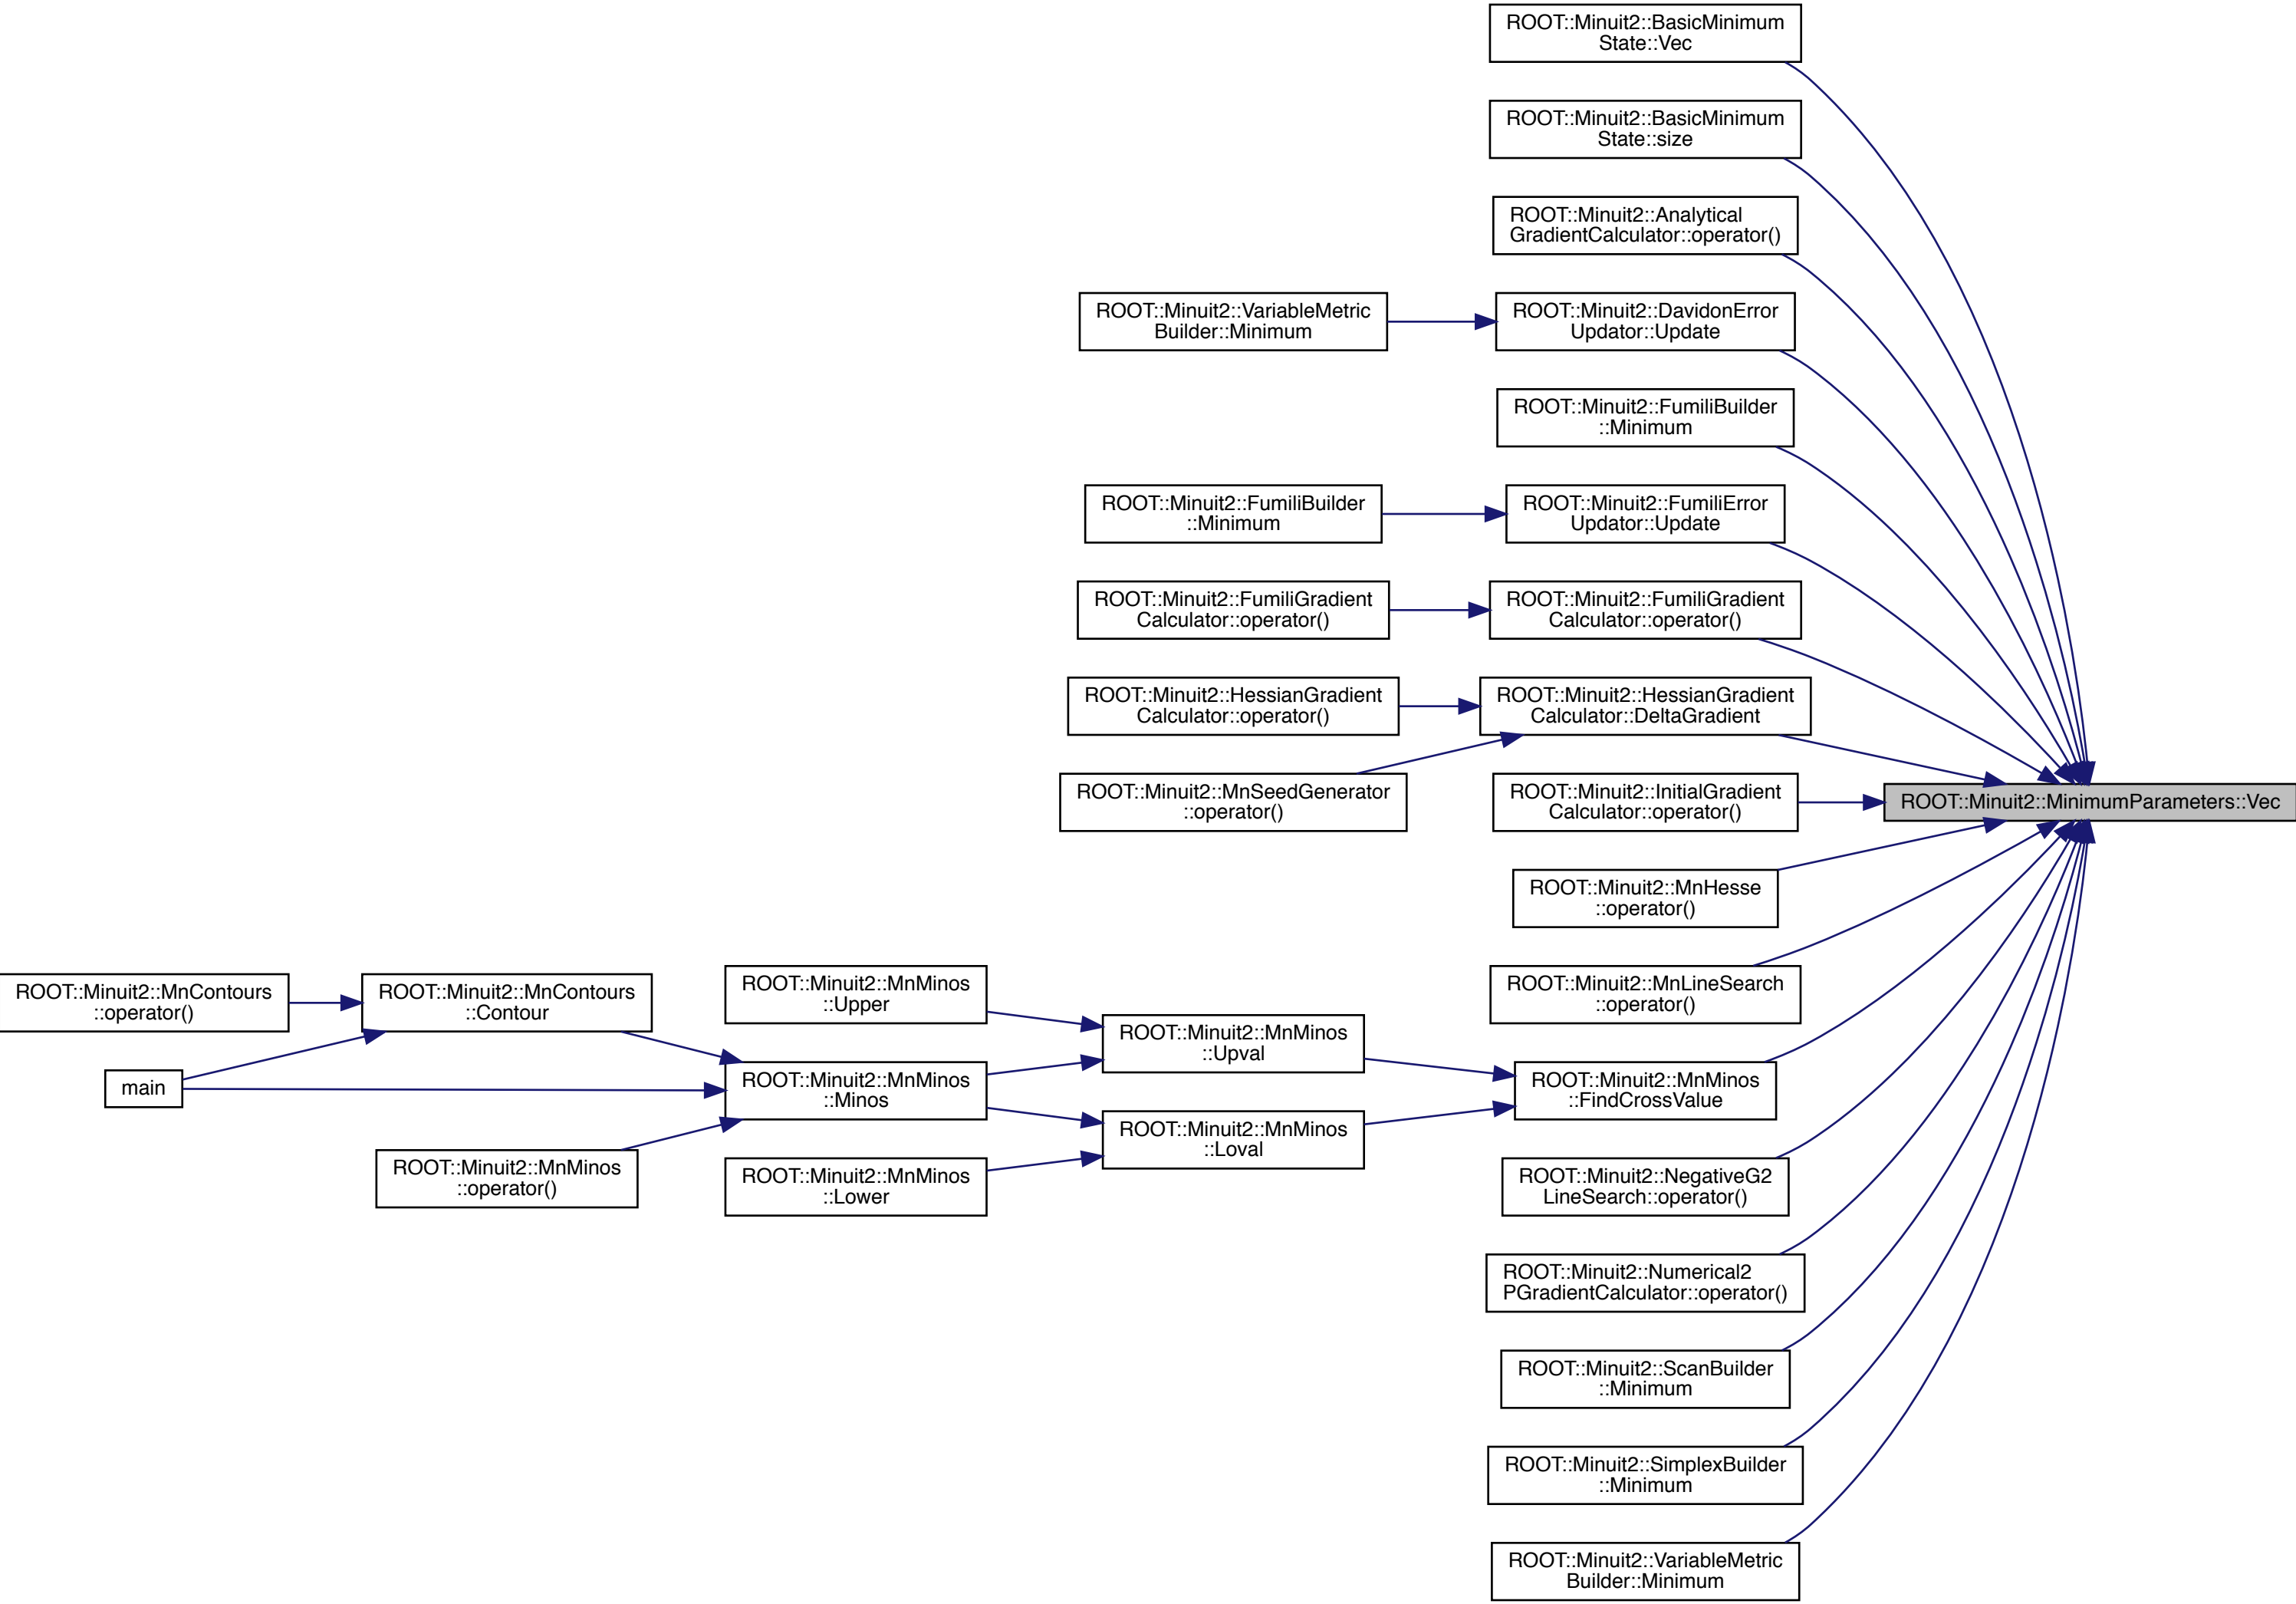 ROOT::Minuit2::BasicMinimum
State::Vec
ROOT::Minuit2::BasicMinimum
State::size
ROOT::Minuit2::Analytical
GradientCalculator::operator()
ROOT::Minuit2::VariableMetric
Builder::Minimum
ROOT::Minuit2::DavidonError
Updator::Update
ROOT::Minuit2::FumiliBuilder
::Minimum
ROOT::Minuit2::FumiliBuilder
::Minimum
ROOT::Minuit2::FumiliError
Updator::Update
ROOT::Minuit2::FumiliGradient
Calculator::operator()
ROOT::Minuit2::FumiliGradient
Calculator::operator()
ROOT::Minuit2::HessianGradient
Calculator::operator()
ROOT::Minuit2::HessianGradient
Calculator::DeltaGradient
ROOT::Minuit2::MnSeedGenerator
::operator()
ROOT::Minuit2::InitialGradient
Calculator::operator()
ROOT::Minuit2::MinimumParameters::Vec
ROOT::Minuit2::MnHesse
::operator()
ROOT::Minuit2::MnContours
::operator()
ROOT::Minuit2::MnContours
::Contour
ROOT::Minuit2::MnMinos
::Upper
ROOT::Minuit2::MnLineSearch
::operator()
ROOT::Minuit2::MnMinos
::Upval
main
ROOT::Minuit2::MnMinos
::Minos
ROOT::Minuit2::MnMinos
::FindCrossValue
ROOT::Minuit2::MnMinos
::Loval
ROOT::Minuit2::MnMinos
::operator()
ROOT::Minuit2::MnMinos
::Lower
ROOT::Minuit2::NegativeG2
LineSearch::operator()
ROOT::Minuit2::Numerical2
PGradientCalculator::operator()
ROOT::Minuit2::ScanBuilder
::Minimum
ROOT::Minuit2::SimplexBuilder
::Minimum
ROOT::Minuit2::VariableMetric
Builder::Minimum